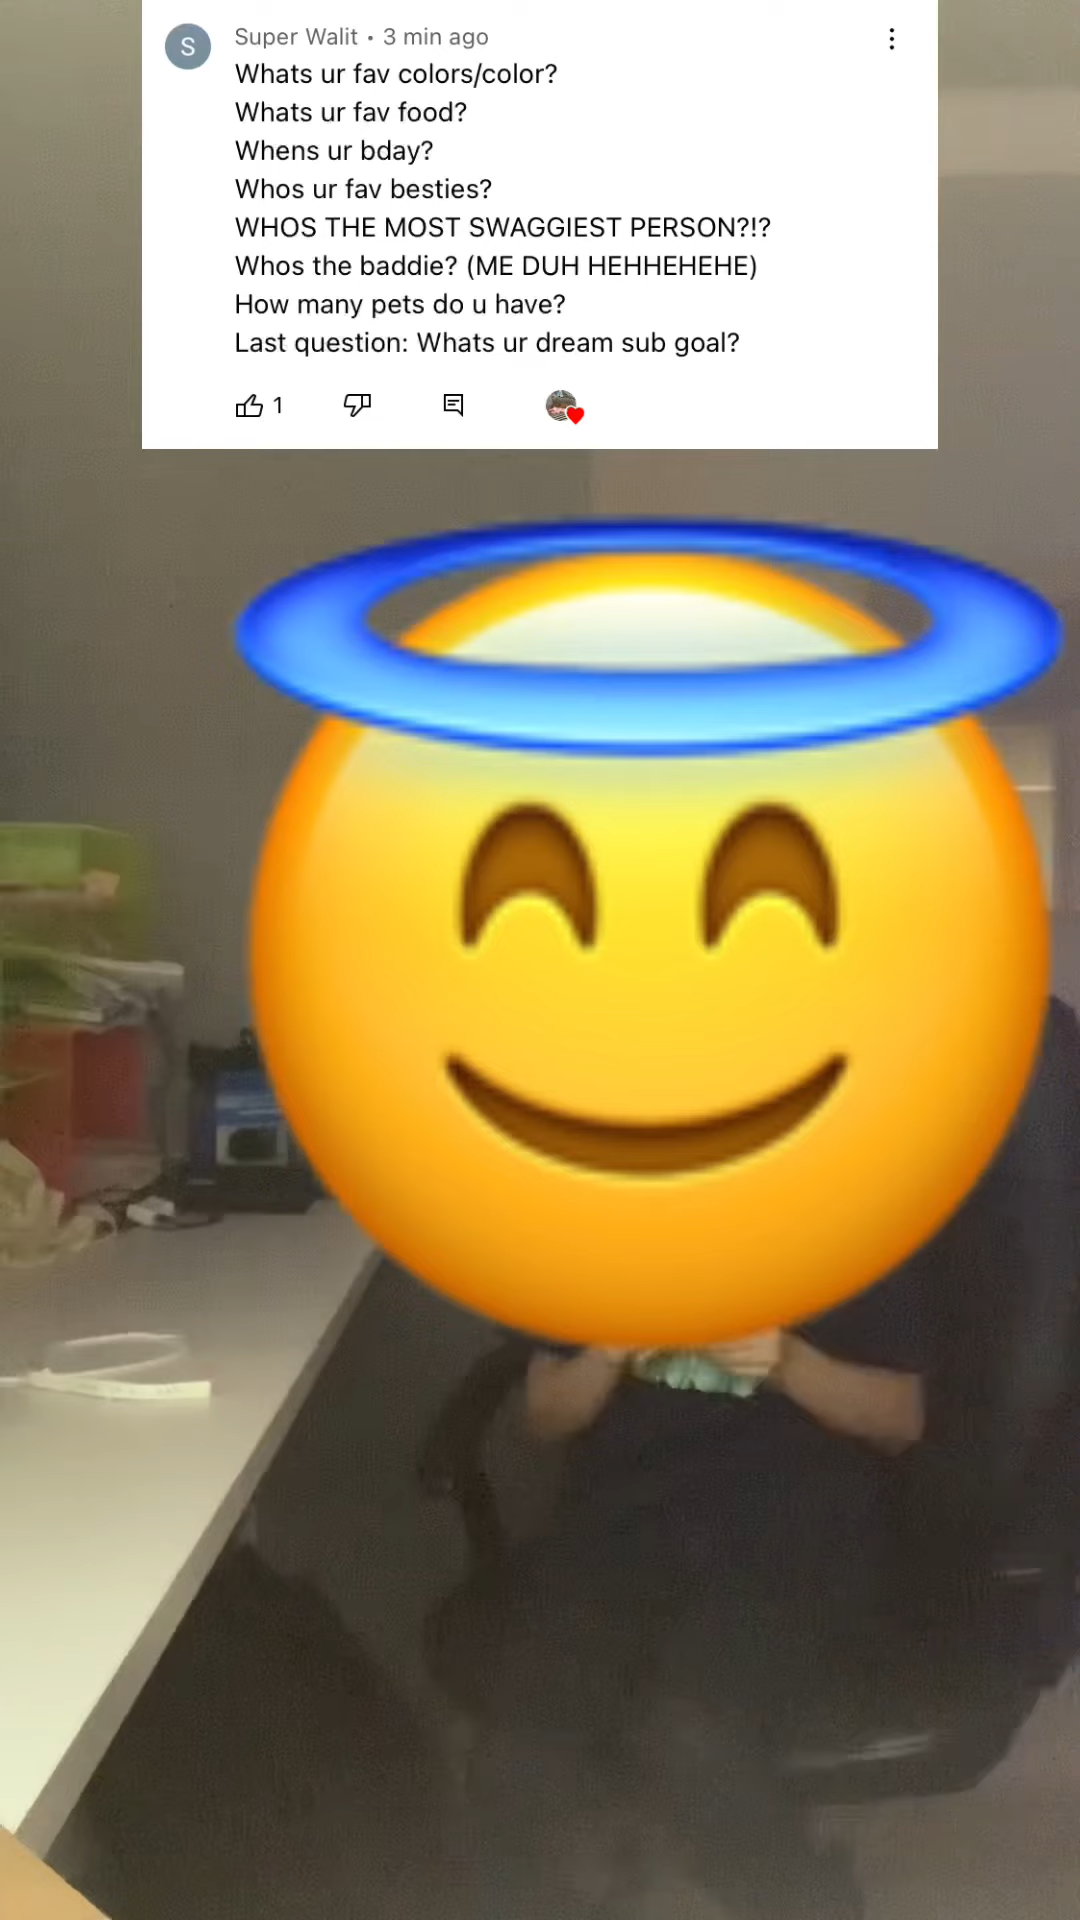 S
Super Walit • 3 min ago
Whats ur fav colors/color?
Whats ur fav food?
Whens ur bday?
Whos ur fav besties?
WHOS THE MOST SWAGGIEST PERSON?!?
Whos the baddie? (ME DUH HEHHEHEHE)
How many pets do u have?
Last question: Whats ur dream sub goal?
1